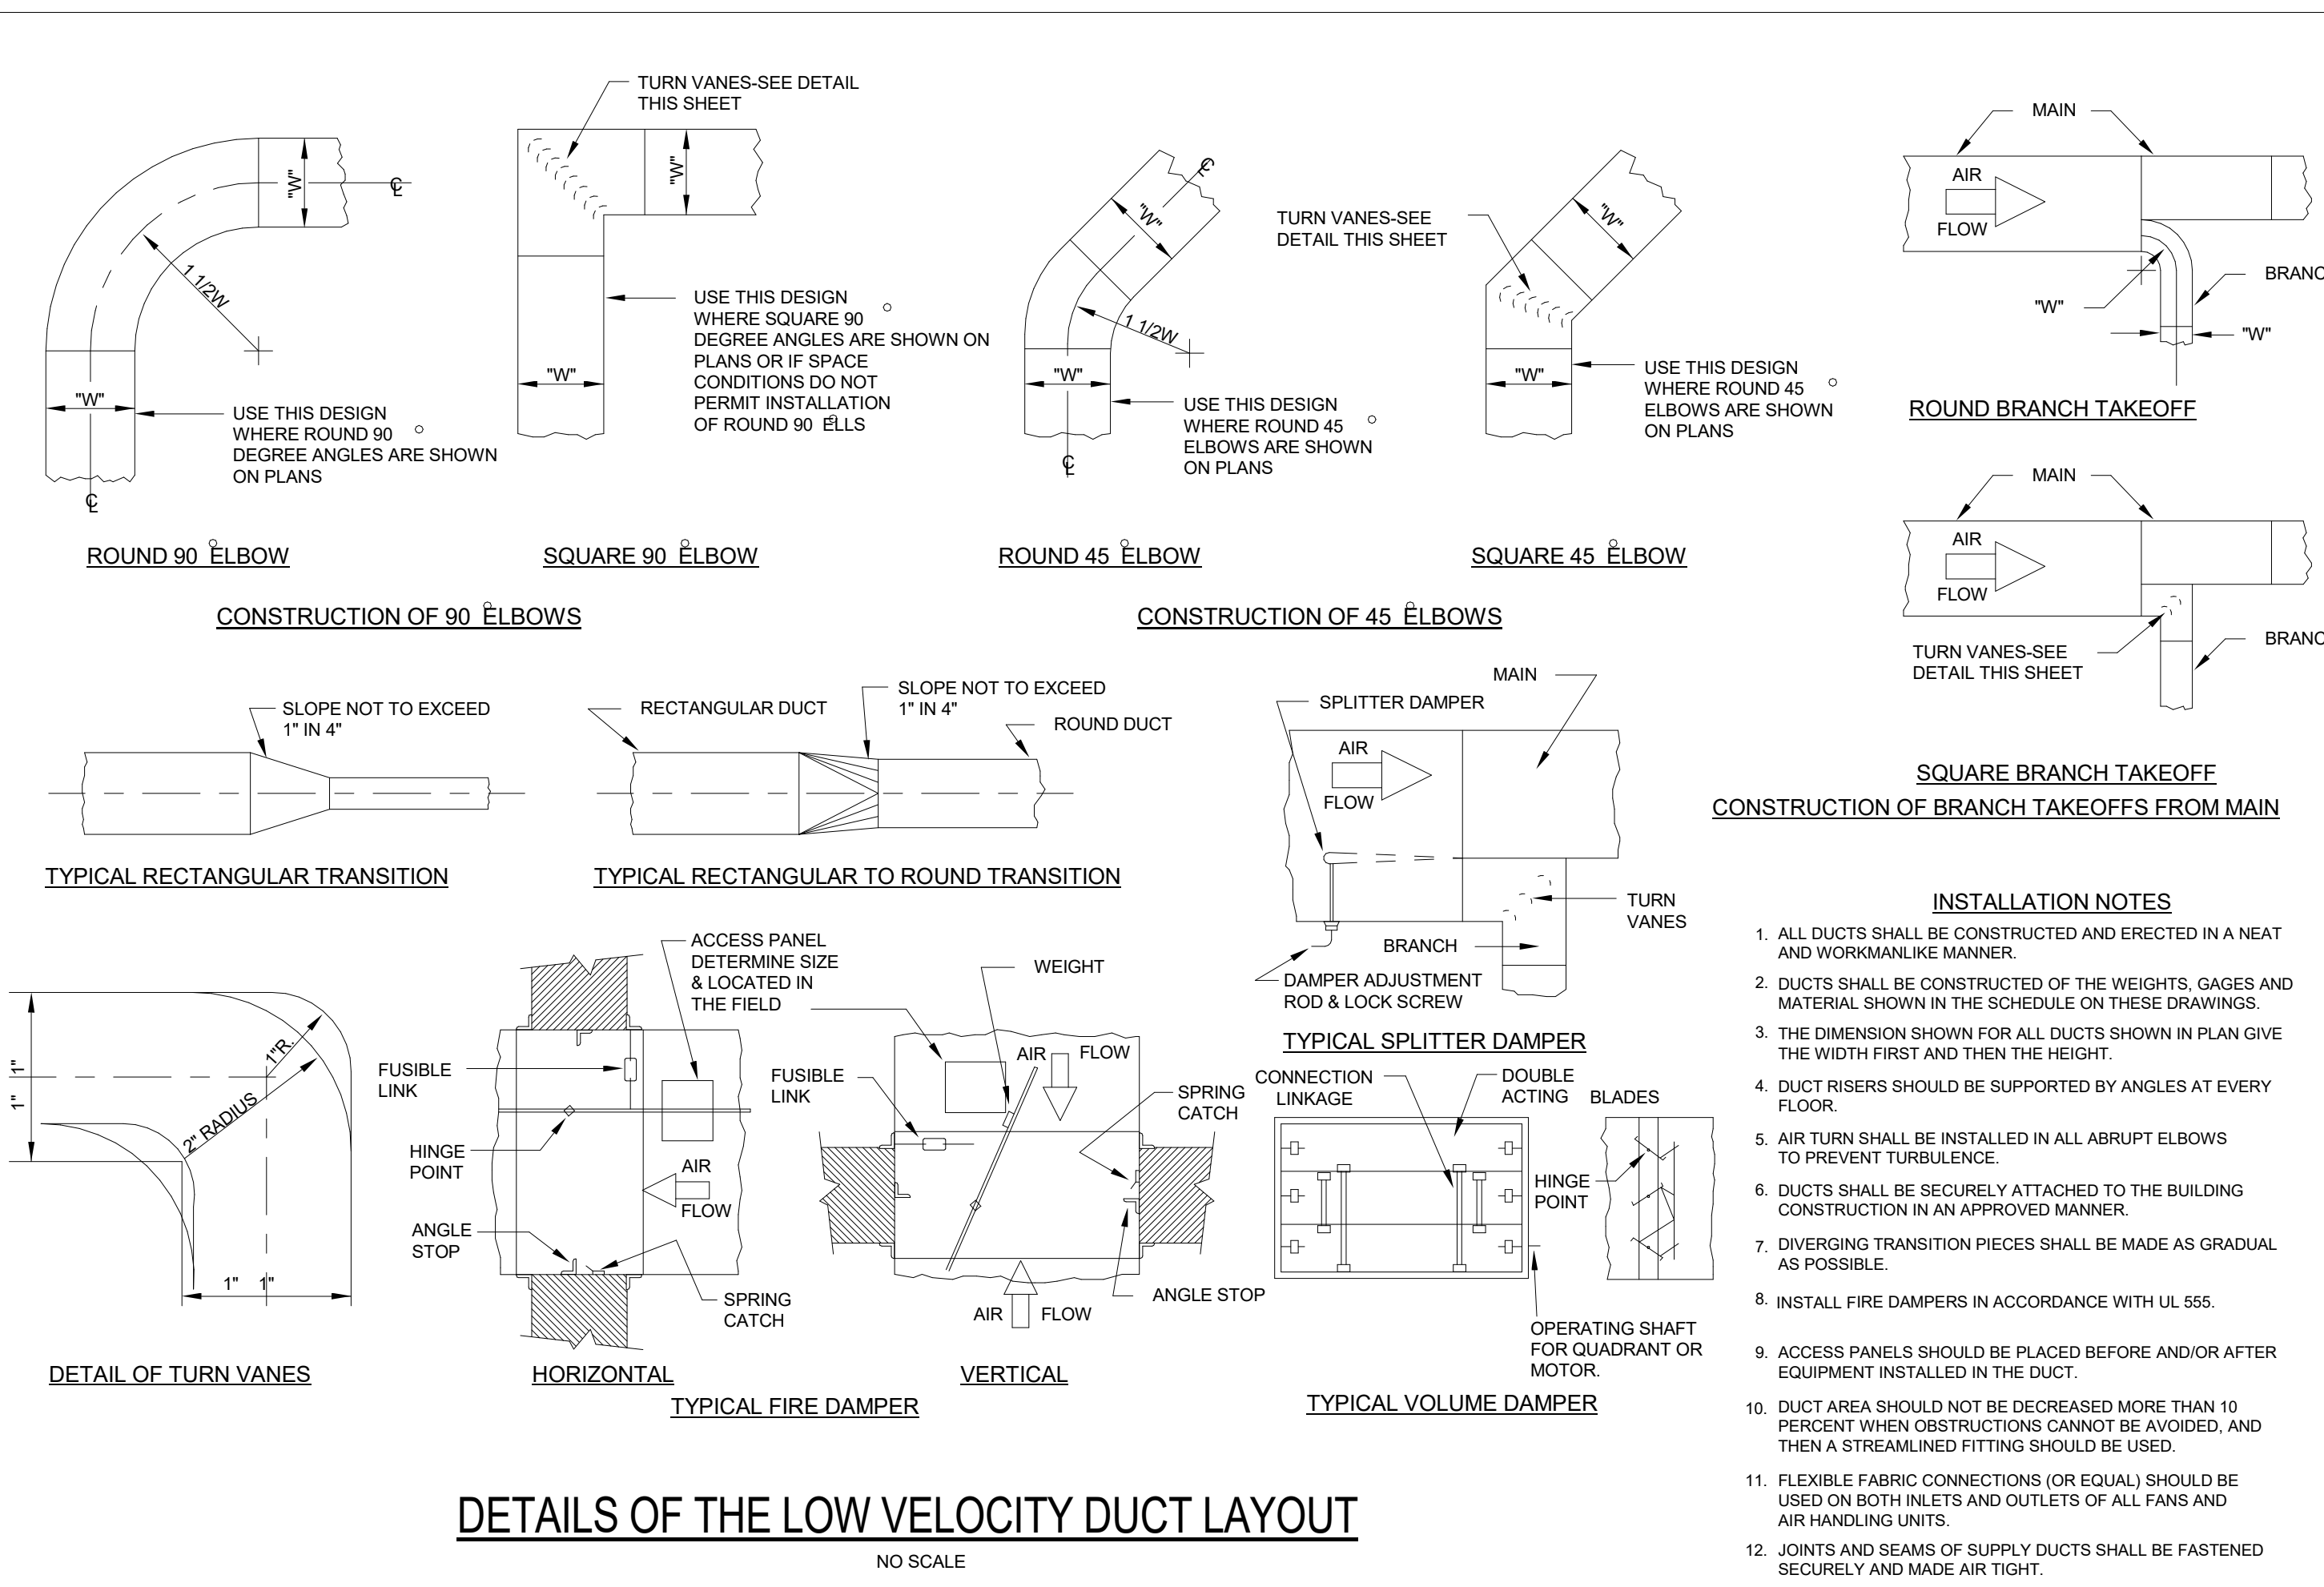 TURN VANES-SEE DETAIL
THIS SHEET
"W"
℄
1 1/2W
"W"
℄
USE THIS DESIGN
WHERE ROUND 90 °
DEGREE ANGLES ARE SHOWN
ON PLANS
ROUND 90 °ELBOW
"W"
"W"
USE THIS DESIGN
WHERE SQUARE 90 °
DEGREE ANGLES ARE SHOWN ON
PLANS OR IF SPACE
CONDITIONS DO NOT
PERMIT INSTALLATION
OF ROUND 90 °ELLS
SQUARE 90 °ELBOW
CONSTRUCTION OF 90 °ELBOWS
℄
"W"
1 1/2W
"W"
℄
USE THIS DESIGN
WHERE ROUND 45 °
ELBOWS ARE SHOWN
ON PLANS
ROUND 45 °ELBOW
TURN VANES-SEE
DETAIL THIS SHEET
"W"
"W"
USE THIS DESIGN
WHERE ROUND 45 °
ELBOWS ARE SHOWN
ON PLANS
SQUARE 45 °ELBOW
CONSTRUCTION OF 45 °ELBOWS
MAIN
AIR
FLOW
BRANC
"W"
"W"
ROUND BRANCH TAKEOFF
MAIN
AIR
FLOW
BRANC
TURN VANES-SEE
DETAIL THIS SHEET
SQUARE BRANCH TAKEOFF
CONSTRUCTION OF BRANCH TAKEOFFS FROM MAIN
SLOPE NOT TO EXCEED
1" IN 4"
TYPICAL RECTANGULAR TRANSITION
RECTANGULAR DUCT
SLOPE NOT TO EXCEED
1" IN 4"
ROUND DUCT
TYPICAL RECTANGULAR TO ROUND TRANSITION
MAIN
SPLITTER DAMPER
AIR
FLOW
TURN
VANES
BRANCH
DAMPER ADJUSTMENT
ROD & LOCK SCREW
TYPICAL SPLITTER DAMPER
1"
1"
1"R.
2" RADIUS
1" 1"
DETAIL OF TURN VANES
ACCESS PANEL
DETERMINE SIZE
& LOCATED IN
THE FIELD
FUSIBLE
LINK
HINGE
POINT
AIR
FLOW
ANGLE
STOP
SPRING
CATCH
HORIZONTAL
WEIGHT
AIR FLOW
FUSIBLE
LINK
SPRING
CATCH
ANGLE STOP
AIR FLOW
VERTICAL
TYPICAL FIRE DAMPER
CONNECTION
LINKAGE
DOUBLE
ACTING
BLADES
HINGE
POINT
OPERATING SHAFT
FOR QUADRANT OR
MOTOR.
TYPICAL VOLUME DAMPER
INSTALLATION NOTES
1. ALL DUCTS SHALL BE CONSTRUCTED AND ERECTED IN A NEAT
AND WORKMANLIKE MANNER.
2. DUCTS SHALL BE CONSTRUCTED OF THE WEIGHTS, GAGES AND
MATERIAL SHOWN IN THE SCHEDULE ON THESE DRAWINGS.
3. THE DIMENSION SHOWN FOR ALL DUCTS SHOWN IN PLAN GIVE
THE WIDTH FIRST AND THEN THE HEIGHT.
4. DUCT RISERS SHOULD BE SUPPORTED BY ANGLES AT EVERY
FLOOR.
5. AIR TURN SHALL BE INSTALLED IN ALL ABRUPT ELBOWS
TO PREVENT TURBULENCE.
6. DUCTS SHALL BE SECURELY ATTACHED TO THE BUILDING
CONSTRUCTION IN AN APPROVED MANNER.
7. DIVERGING TRANSITION PIECES SHALL BE MADE AS GRADUAL
AS POSSIBLE.
8. INSTALL FIRE DAMPERS IN ACCORDANCE WITH UL 555.
9. ACCESS PANELS SHOULD BE PLACED BEFORE AND/OR AFTER
EQUIPMENT INSTALLED IN THE DUCT.
10. DUCT AREA SHOULD NOT BE DECREASED MORE THAN 10
PERCENT WHEN OBSTRUCTIONS CANNOT BE AVOIDED, AND
THEN A STREAMLINED FITTING SHOULD BE USED.
11. FLEXIBLE FABRIC CONNECTIONS (OR EQUAL) SHOULD BE
USED ON BOTH INLETS AND OUTLETS OF ALL FANS AND
AIR HANDLING UNITS.
12. JOINTS AND SEAMS OF SUPPLY DUCTS SHALL BE FASTENED
SECURELY AND MADE AIR TIGHT.
DETAILS OF THE LOW VELOCITY DUCT LAYOUT
NO SCALE